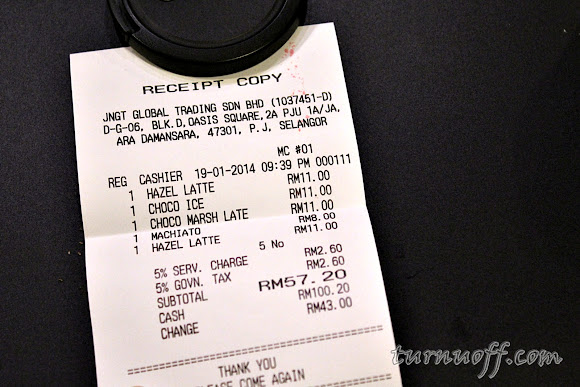 RECEIPT COPY
JNGT GLOBAL TRADING SDN BHD (1037451-D)
D-G-06, BLK.D,OASIS SQUARE,2A PJU 1A/JA,
ARA DAMANSARA, 47301, P.J, SELANGOR
MC #01
REG CASHIER 19-01-2014 09:39 PM 000111
1 HAZEL LATTE RM11.00
1 CHOCO ICE RM11.00
1 CHOCO MARSH LATE RM11.00
1 MACHIATO RM8.00
1 HAZEL LATTE RM11.00
5 No
5% SERV. CHARGE RM2.60
5% GOVN. TAX RM2.60
SUBTOTAL RM57.20
CASH RM100.20
CHANGE RM43.00
THANK YOU
COME AGAIN
turnuoff.com